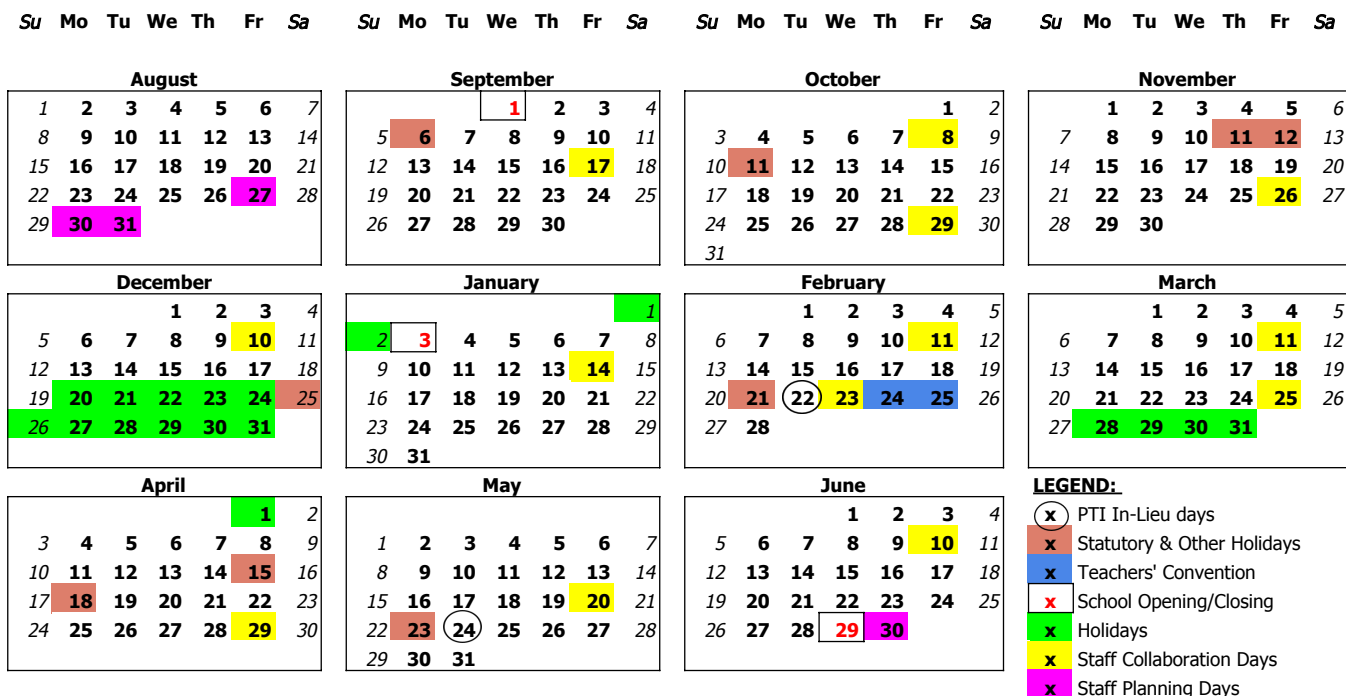 Su Mo Tu We Th Fr Sa Su Mo Tu We Th Fr Sa Su Mo Tu We Th Fr Sa Su Mo Tu We Th Fr Sa
August
1 2 3 4 5 6 7
8 9 10 11 12 13 14
15 16 17 18 19 20 21
22 23 24 25 26 27 28
29 30 31
September
1 2 3 4
5 6 7 8 9 10 11
12 13 14 15 16 17 18
19 20 21 22 23 24 25
26 27 28 29 30
October
1 2
3 4 5 6 7 8 9
10 11 12 13 14 15 16
17 18 19 20 21 22 23
24 25 26 27 28 29 30
31
November
1 2 3 4 5 6
7 8 9 10 11 12 13
14 15 16 17 18 19 20
21 22 23 24 25 26 27
28 29 30
December
1 2 3 4
5 6 7 8 9 10 11
12 13 14 15 16 17 18
19 20 21 22 23 24 25
26 27 28 29 30 31
January
1
2 3 4 5 6 7 8
9 10 11 12 13 14 15
16 17 18 19 20 21 22
23 24 25 26 27 28 29
30 31
February
1 2 3 4 5
6 7 8 9 10 11 12
13 14 15 16 17 18 19
20 21 22 23 24 25 26
27 28
March
1 2 3 4 5
6 7 8 9 10 11 12
13 14 15 16 17 18 19
20 21 22 23 24 25 26
27 28 29 30 31
April
1 2
3 4 5 6 7 8 9
10 11 12 13 14 15 16
17 18 19 20 21 22 23
24 25 26 27 28 29 30
May
1 2 3 4 5 6 7
8 9 10 11 12 13 14
15 16 17 18 19 20 21
22 23 24 25 26 27 28
29 30 31
June
1 2 3 4
5 6 7 8 9 10 11
12 13 14 15 16 17 18
19 20 21 22 23 24 25
26 27 28 29 30
LEGEND:
x PTI In-Lieu days
x Statutory & Other Holidays
x Teachers' Convention
x School Opening/Closing
x Holidays
x Staff Collaboration Days
x Staff Planning Days